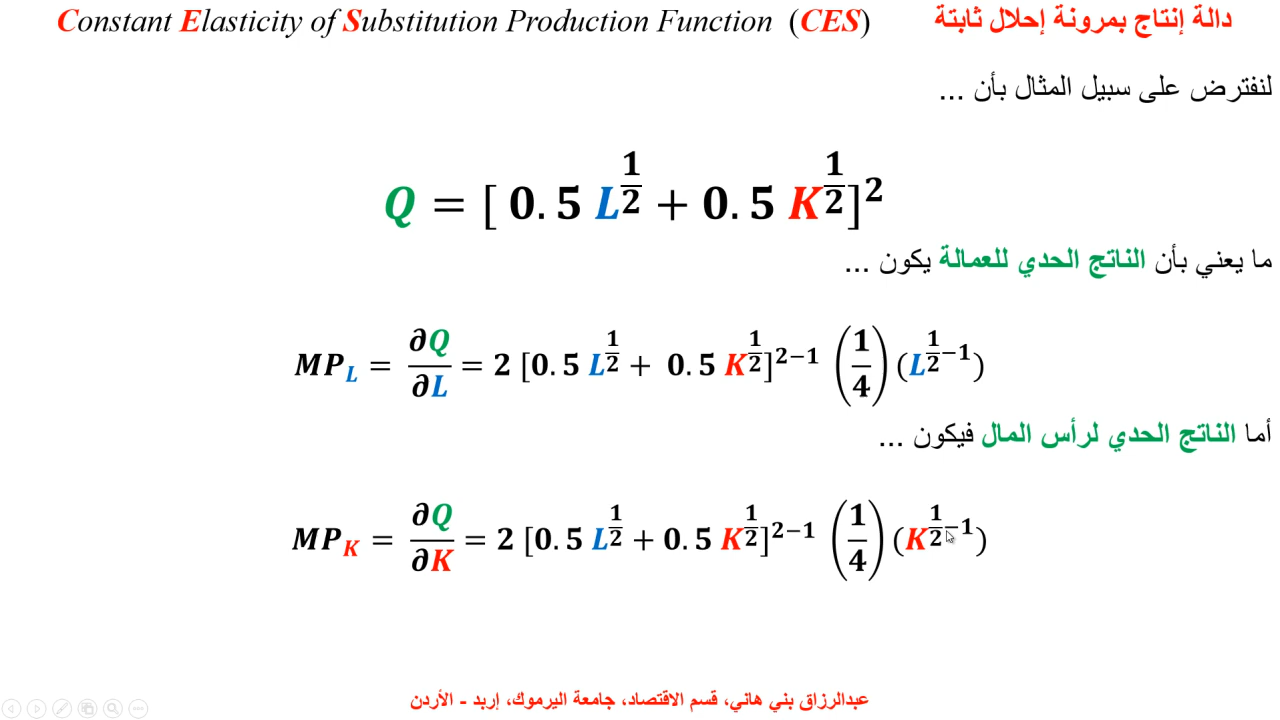 Constant Elasticity of Substitution Production Function (CES) دالة إنتاج بمرونة إحلال ثابتة
لنفترض على سبيل المثال بأن ...
Q = [ 0.5 L^{1/2} + 0.5 K^{1/2} ]^2
ما يعني بأن الناتج الحدي للعمالة يكون ...
MP_L = ∂Q/∂L = 2 [0.5 L^{1/2} + 0.5 K^{1/2}]^{2−1} (1/4) (L^{1/2−1})
أما الناتج الحدي لرأس المال فيكون ...
MP_K = ∂Q/∂K = 2 [0.5 L^{1/2} + 0.5 K^{1/2}]^{2−1} (1/4) (K^{1/2−1})
عبدالرزاق بني هاني، قسم الاقتصاد، جامعة اليرموك، إربد - الأردن